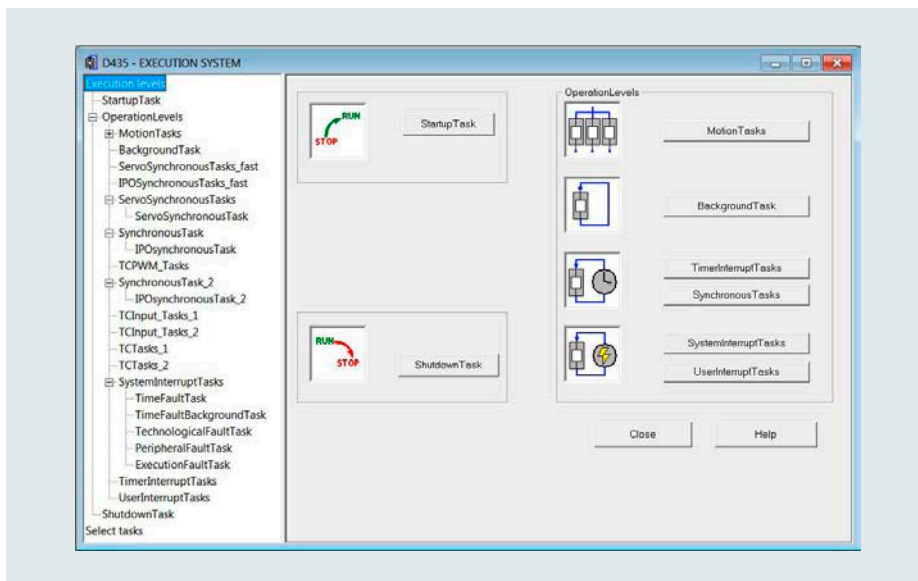 D435 - EXECUTION SYSTEM
Execution levels
StartupTask
OperationLevels
MotionTasks
BackgroundTask
ServoSynchronousTasks_fast
IPOSynchronousTasks_fast
ServoSynchronousTasks
ServoSynchronousTask
SynchronousTask
IPOsynchronousTask
TCPWM_Tasks
SynchronousTask_2
IPOsynchronousTask_2
TCInput_Tasks_1
TCInput_Tasks_2
TCTasks_1
TCTasks_2
SystemInterruptTasks
TimeFaultTask
TimeFaultBackgroundTask
TechnologicalFaultTask
PeripheralFaultTask
ExecutionFaultTask
TimerInterruptTasks
UserInterruptTasks
ShutdownTask
Select tasks
RUN
STOP
StartupTask
RUN
STOP
ShutdownTask
OperationLevels
MotionTasks
BackgroundTask
TimerInterruptTasks
SynchronousTasks
SystemInterruptTasks
UserInterruptTasks
Close
Help